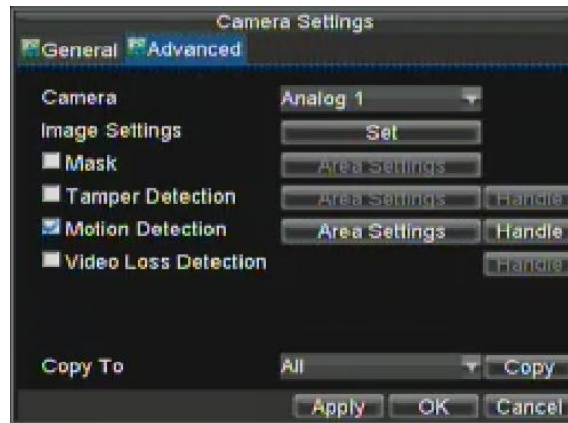 Camera Settings
General Advanced
Camera Analog 1
Image Settings Set
Mask Area Settings
Tamper Detection Area Settings Handle
Motion Detection Area Settings Handle
Video Loss Detection Handle
Copy To All Copy
Apply OK Cancel